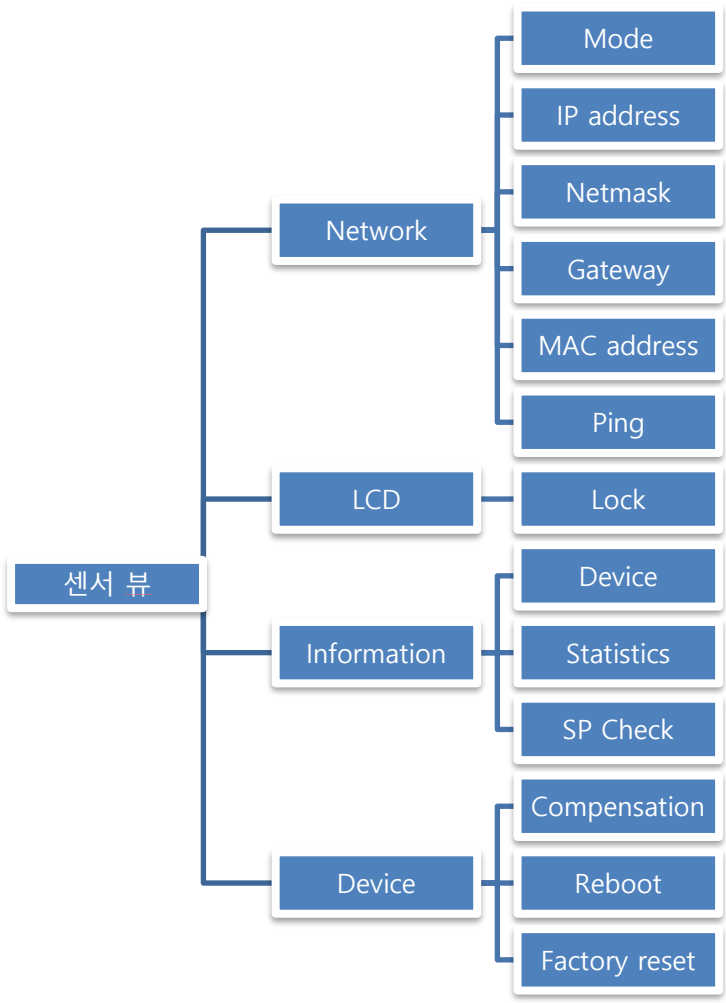 센서 뷰
Network
Mode
IP address
Netmask
Gateway
MAC address
Ping
LCD
Lock
Information
Device
Statistics
SP Check
Device
Compensation
Reboot
Factory reset